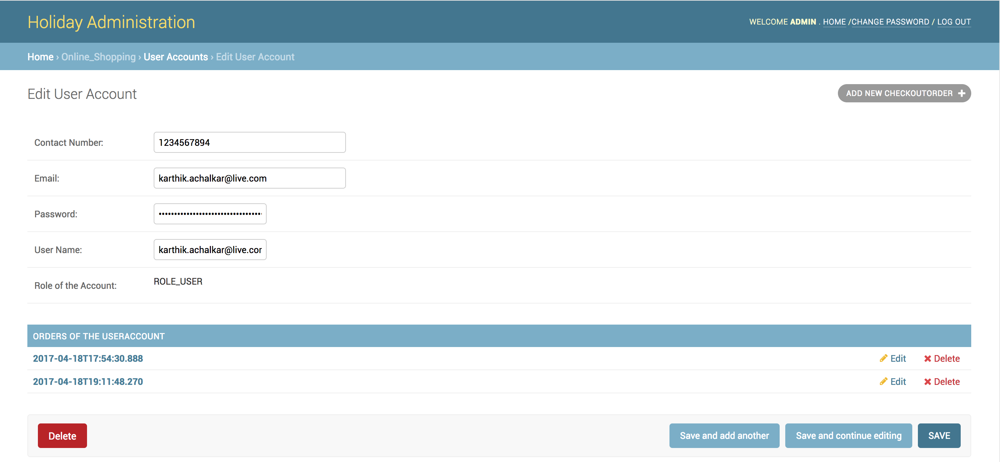 Holiday Administration
WELCOME ADMIN . HOME /CHANGE PASSWORD / LOG OUT
Home › Online_Shopping › User Accounts › Edit User Account
Edit User Account
ADD NEW CHECKOUTORDER +
Contact Number: 1234567894
Email: karthik.achalkar@live.com
Password: •••••••••••••••••••••••••••••••••
User Name: karthik.achalkar@live.cor
Role of the Account: ROLE_USER
ORDERS OF THE USERACCOUNT
2017-04-18T17:54:30.888 Edit Delete
2017-04-18T19:11:48.270 Edit Delete
Delete Save and add another Save and continue editing SAVE